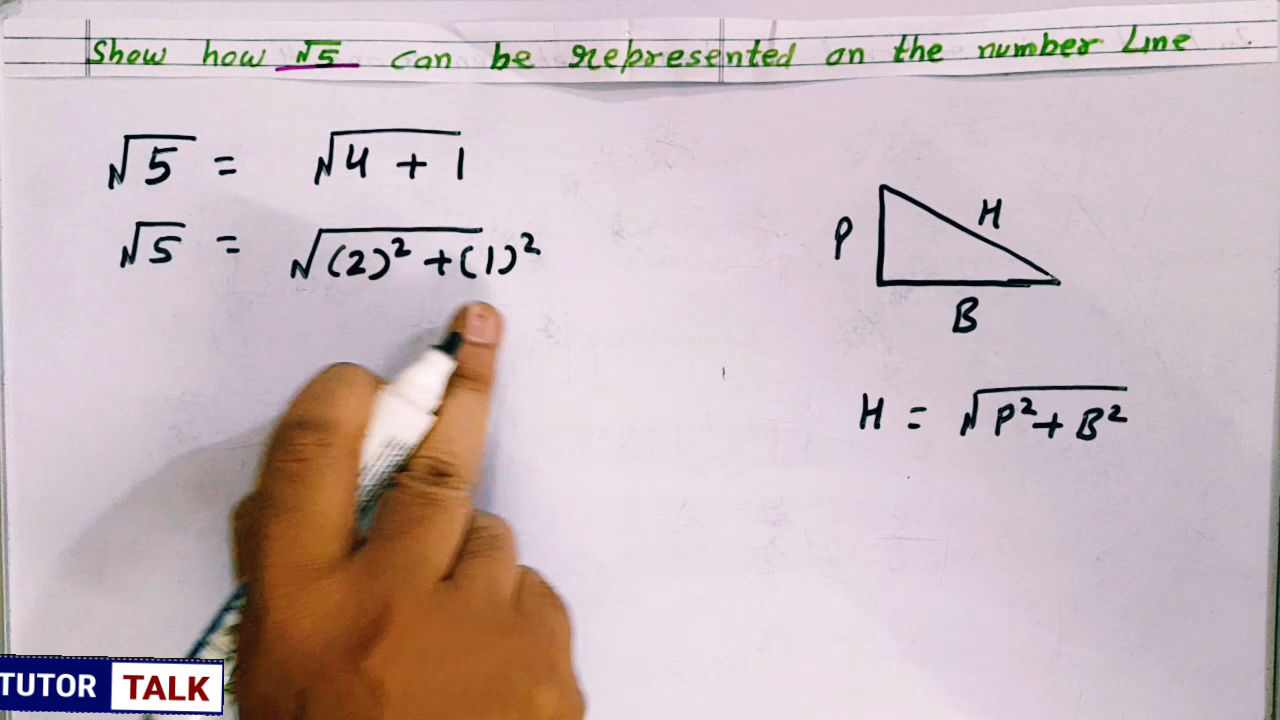 Show how √5 can be represented on the number Line
√5 = √4 + 1
√5 = √(2)² + (1)²
P
H
B
H = √P² + B²
TUTOR TALK